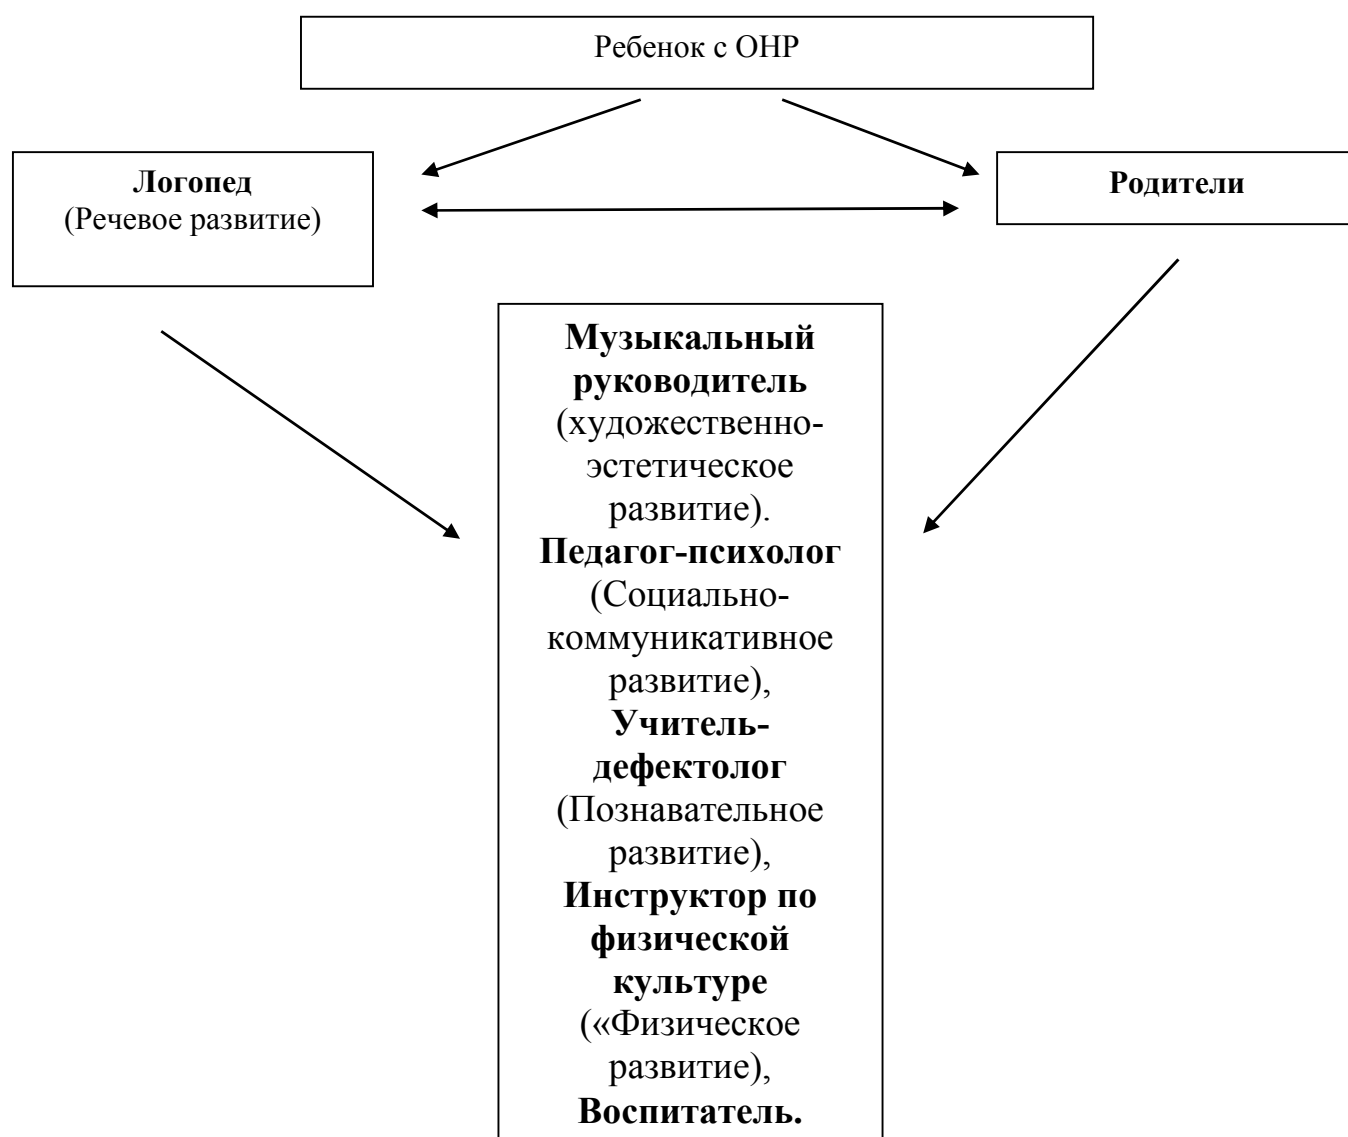 Ребенок с ОНР
Логопед
(Речевое развитие)
Родители
Музыкальный
руководитель
(художественно-
эстетическое
развитие).
Педагог-психолог
(Социально-
коммуникативное
развитие),
Учитель-
дефектолог
(Познавательное
развитие),
Инструктор по
физической
культуре
(«Физическое
развитие),
Воспитатель.